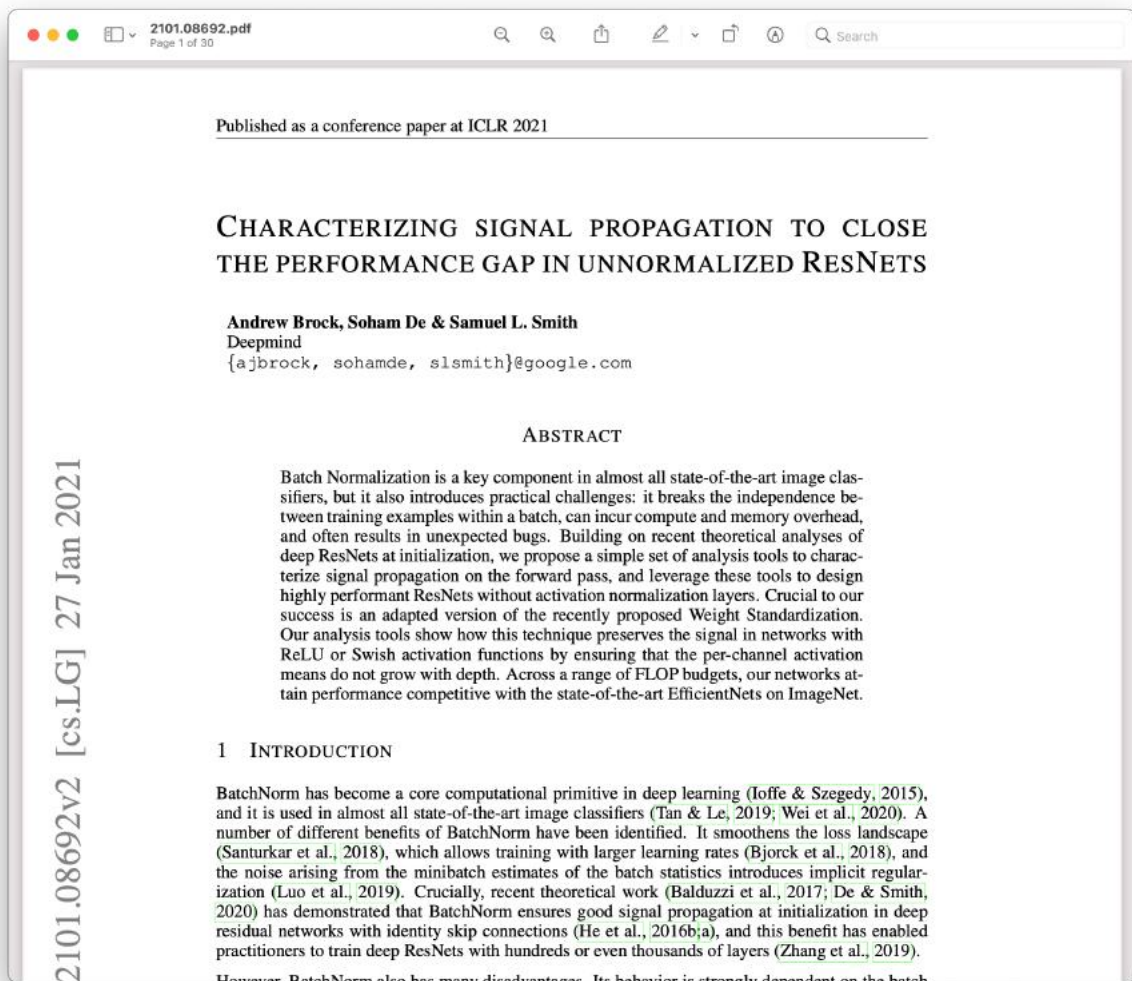 2101.08692.pdf
Page 1 of 30
Search
Published as a conference paper at ICLR 2021
CHARACTERIZING SIGNAL PROPAGATION TO CLOSE
THE PERFORMANCE GAP IN UNNORMALIZED RESNETS
Andrew Brock, Soham De & Samuel L. Smith
Deepmind
{ajbrock, sohamde, slsmith}@google.com
ABSTRACT
Batch Normalization is a key component in almost all state-of-the-art image clas-
sifiers, but it also introduces practical challenges: it breaks the independence be-
tween training examples within a batch, can incur compute and memory overhead,
and often results in unexpected bugs. Building on recent theoretical analyses of
deep ResNets at initialization, we propose a simple set of analysis tools to charac-
terize signal propagation on the forward pass, and leverage these tools to design
highly performant ResNets without activation normalization layers. Crucial to our
success is an adapted version of the recently proposed Weight Standardization.
Our analysis tools show how this technique preserves the signal in networks with
ReLU or Swish activation functions by ensuring that the per-channel activation
means do not grow with depth. Across a range of FLOP budgets, our networks at-
tain performance competitive with the state-of-the-art EfficientNets on ImageNet.
1 INTRODUCTION
BatchNorm has become a core computational primitive in deep learning (Ioffe & Szegedy, 2015),
and it is used in almost all state-of-the-art image classifiers (Tan & Le, 2019; Wei et al., 2020). A
number of different benefits of BatchNorm have been identified. It smoothens the loss landscape
(Santurkar et al., 2018), which allows training with larger learning rates (Bjorck et al., 2018), and
the noise arising from the minibatch estimates of the batch statistics introduces implicit regular-
ization (Luo et al., 2019). Crucially, recent theoretical work (Balduzzi et al., 2017; De & Smith,
2020) has demonstrated that BatchNorm ensures good signal propagation at initialization in deep
residual networks with identity skip connections (He et al., 2016b;a), and this benefit has enabled
practitioners to train deep ResNets with hundreds or even thousands of layers (Zhang et al., 2019).
However, BatchNorm also has many disadvantages. Its behavior is strongly dependent on the batch
2101.08692v2 [cs.LG] 27 Jan 2021